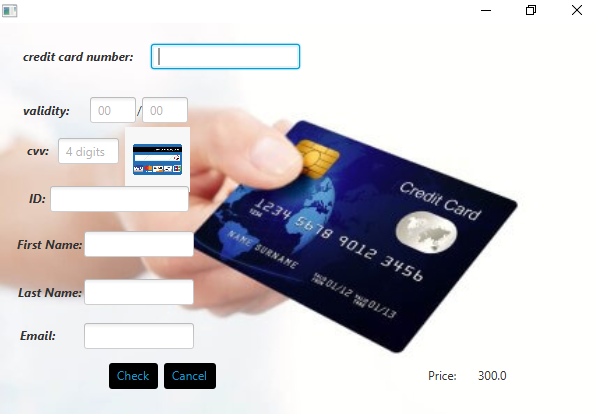 credit card number:
validity: 00 / 00
cvv: 4 digits
ID:
First Name:
Last Name:
Email:
Check Cancel
Price: 300.0
Credit Card
1234 5678 9012 3456
1234
NAME SURNAME
VALID FROM 01/12 VALID THRU 01/13